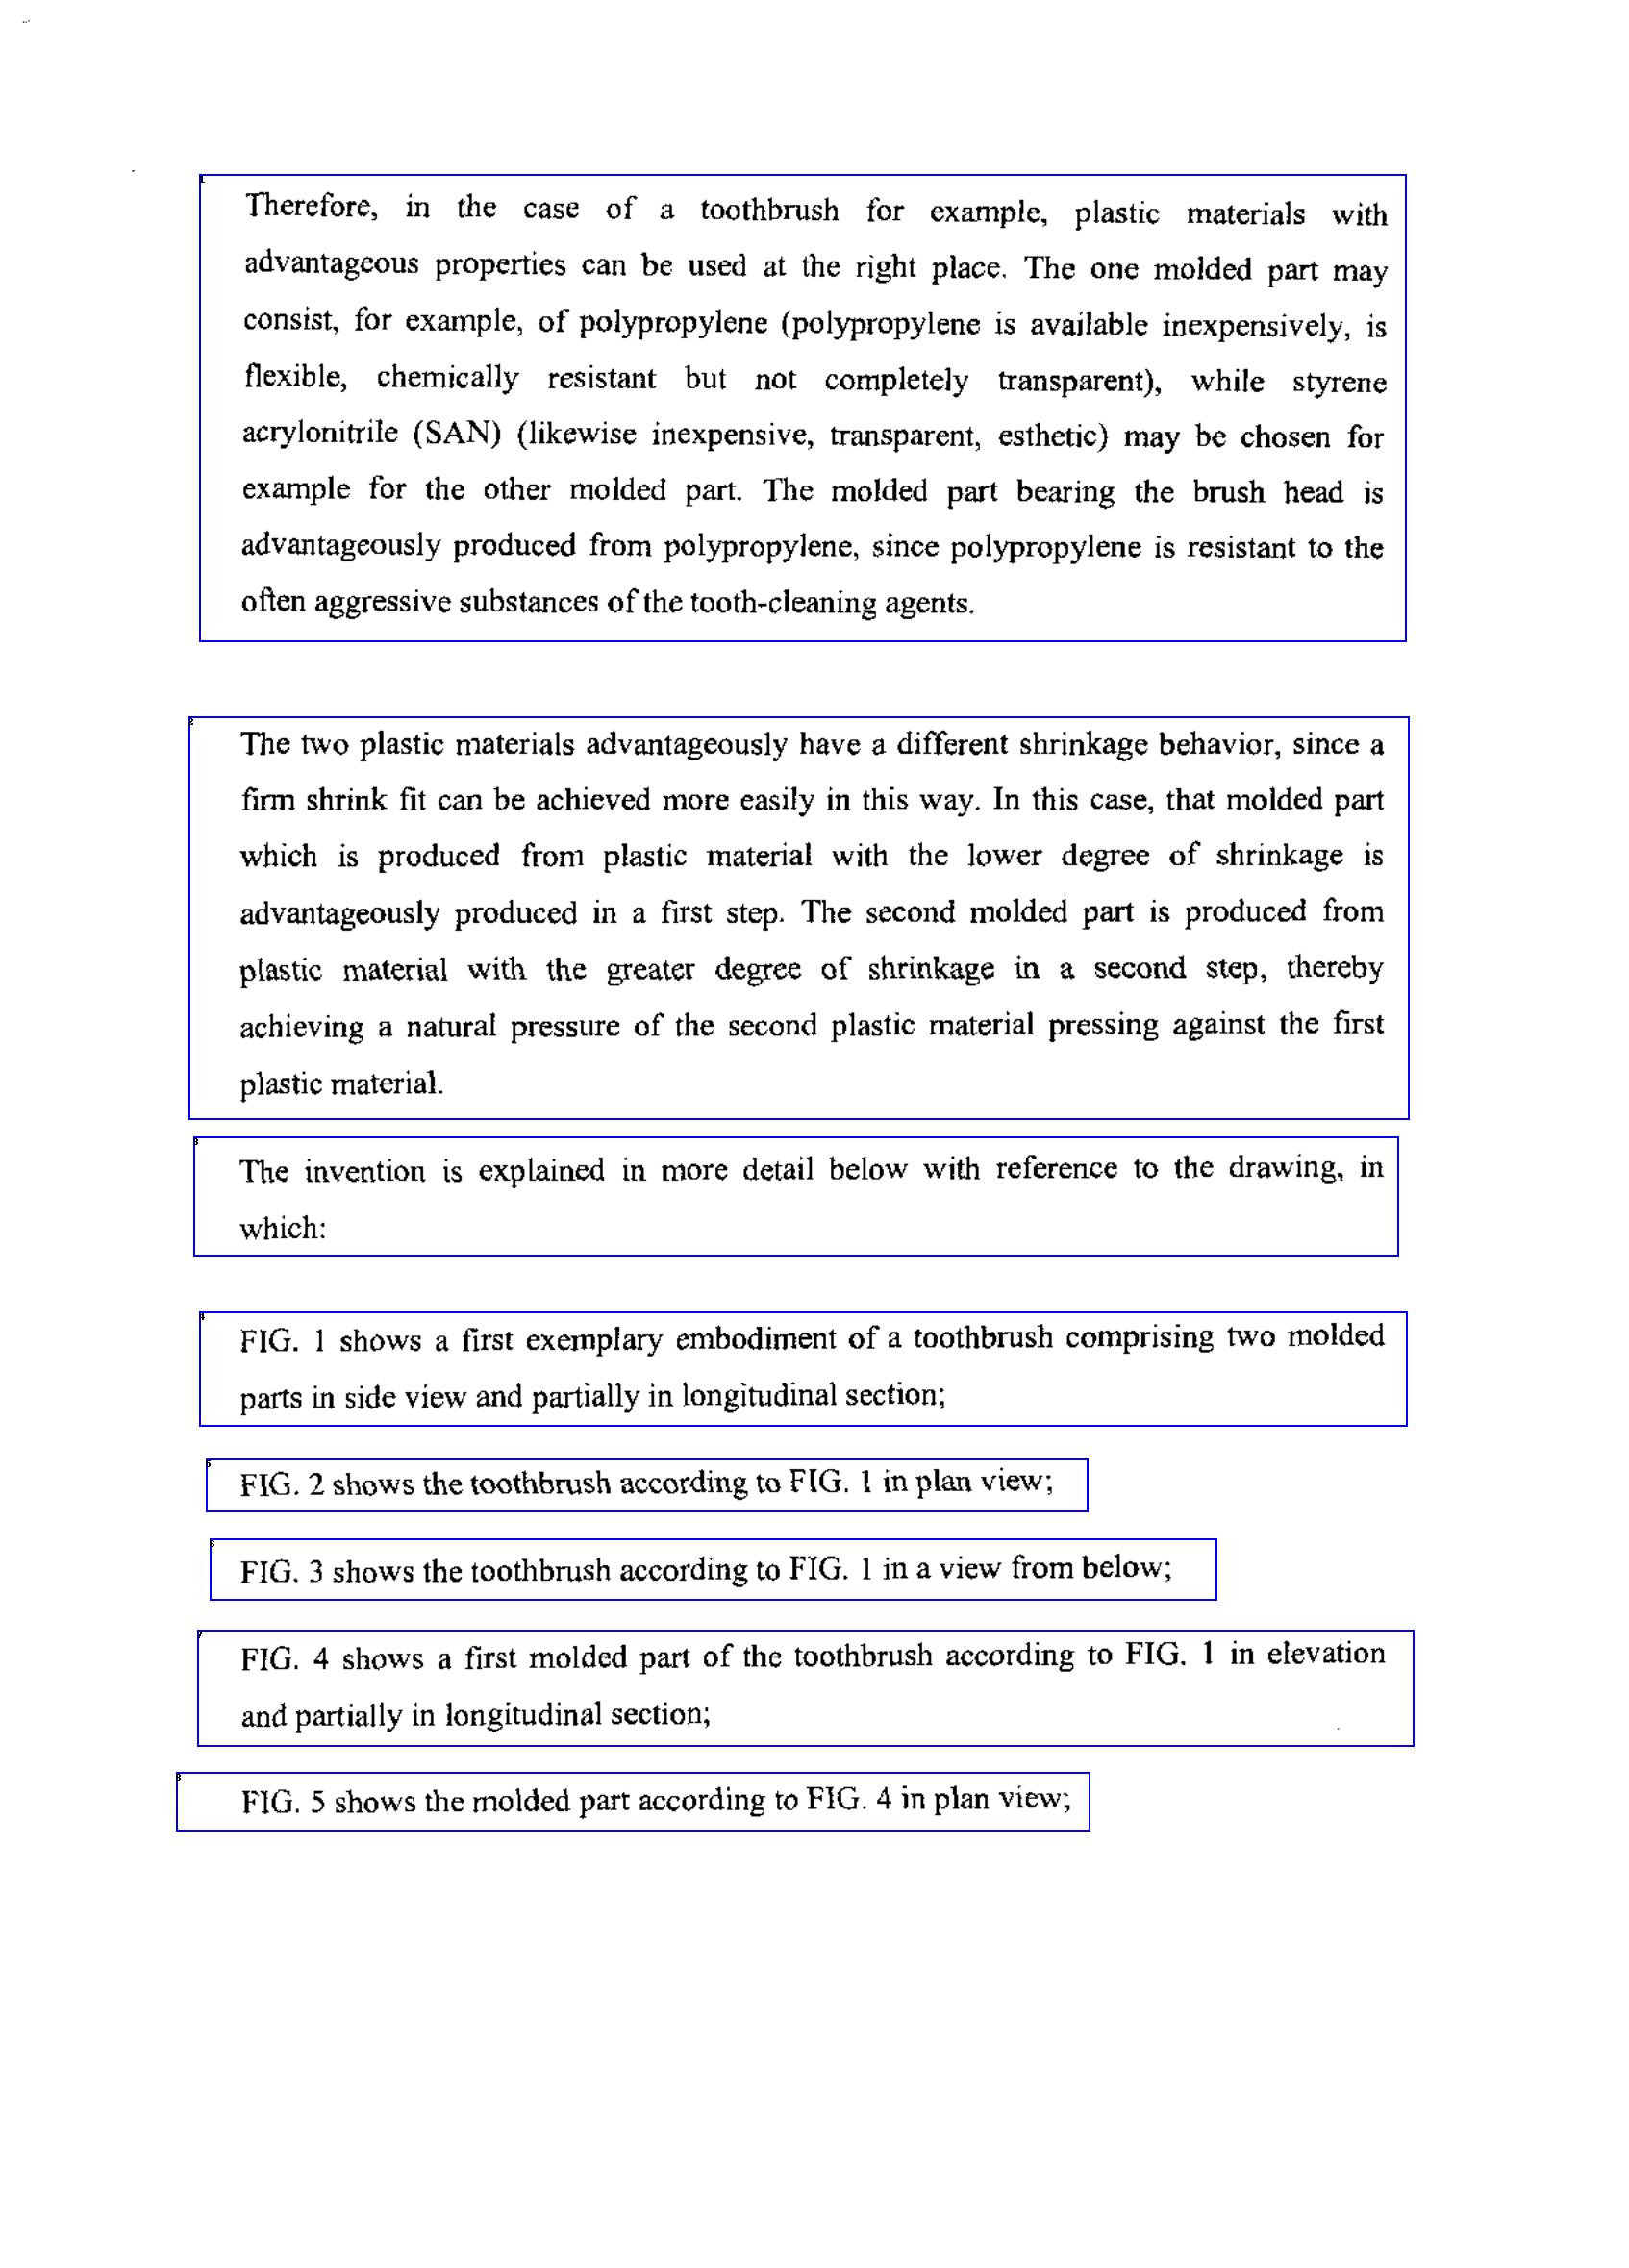 Therefore, in the case of a toothbrush for example, plastic materials with
advantageous properties can be used at the right place. The one molded part may
consist, for example, of polypropylene (polypropylene is available inexpensively, is
flexible, chemically resistant but not completely transparent), while styrene
acrylonitrile (SAN) (likewise inexpensive, transparent, esthetic) may be chosen for
example for the other molded part. The molded part bearing the brush head is
advantageously produced from polypropylene, since polypropylene is resistant to the
often aggressive substances of the tooth-cleaning agents.
The two plastic materials advantageously have a different shrinkage behavior, since a
firm shrink fit can be achieved more easily in this way. In this case, that molded part
which is produced from plastic material with the lower degree of shrinkage is
advantageously produced in a first step. The second molded part is produced from
plastic material with the greater degree of shrinkage in a second step, thereby
achieving a natural pressure of the second plastic material pressing against the first
plastic material.
The invention is explained in more detail below with reference to the drawing, in
which:
FIG. 1 shows a first exemplary embodiment of a toothbrush comprising two molded
parts in side view and partially in longitudinal section;
FIG. 2 shows the toothbrush according to FIG. 1 in plan view;
FIG. 3 shows the toothbrush according to FIG. 1 in a view from below;
FIG. 4 shows a first molded part of the toothbrush according to FIG. 1 in elevation
and partially in longitudinal section;
FIG. 5 shows the molded part according to FIG. 4 in plan view;